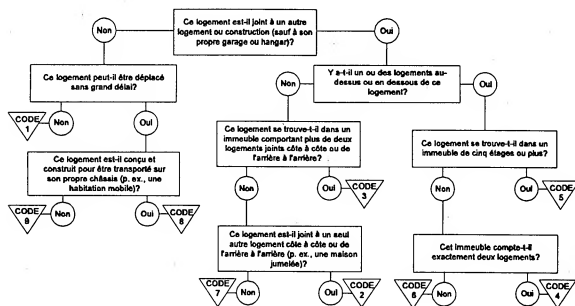 Ce logement est-il joint à un autre
logement ou construction (sauf à son
propre garage ou hangar)?
Non
Oui
Ce logement peut-il être déplacé
sans grand délai?
Y a-t-il un ou des logements au-
dessus ou en dessous de ce
logement?
Non
Oui
CODE
1
Non
Oui
Ce logement se trouve-t-il dans un
immeuble comportant plus de deux
logements joints côte à côte ou de
l'arrière à l'arrière?
Ce logement se trouve-t-il dans un
immeuble de cinq étages ou plus?
Ce logement est-il conçu et
construit pour être transporté sur
son propre châssis (p. ex., une
habitation mobile)?
Non
Oui
CODE
3
Non
Oui
CODE
5
CODE
Non
Oui
CODE
Ce logement est-il joint à un seul
autre logement côte à côte ou de
l'arrière à l'arrière (p. ex., une maison
jumelée)?
Cet immeuble compte-t-il
exactement deux logements?
CODE
7
Non
Oui
CODE
2
CODE
6
Non
Oui
CODE
4